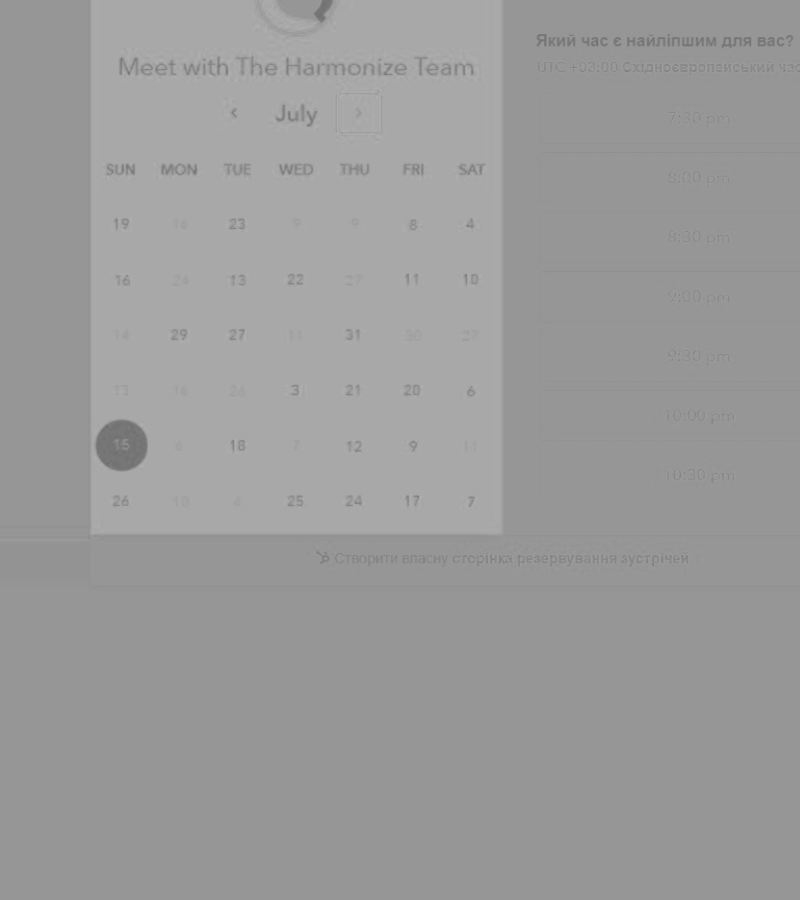 Meet with The Harmonize Team
July
SUN MON TUE WED THU FRI SAT
19 16 23 9 9 8 4
16 24 13 22 27 11 10
14 29 27 11 31 30 27
13 18 26 3 21 20 6
15 6 18 7 12 9 11
26 10 4 25 24 17 7
Який час є найліпшим для вас?
UTC +03:00 Східноєвропейський
7:30 pm
8:00 pm
8:30 pm
9:00 pm
9:30 pm
10:00 pm
10:30 pm
Створити власну сторінка резервування зустрічей